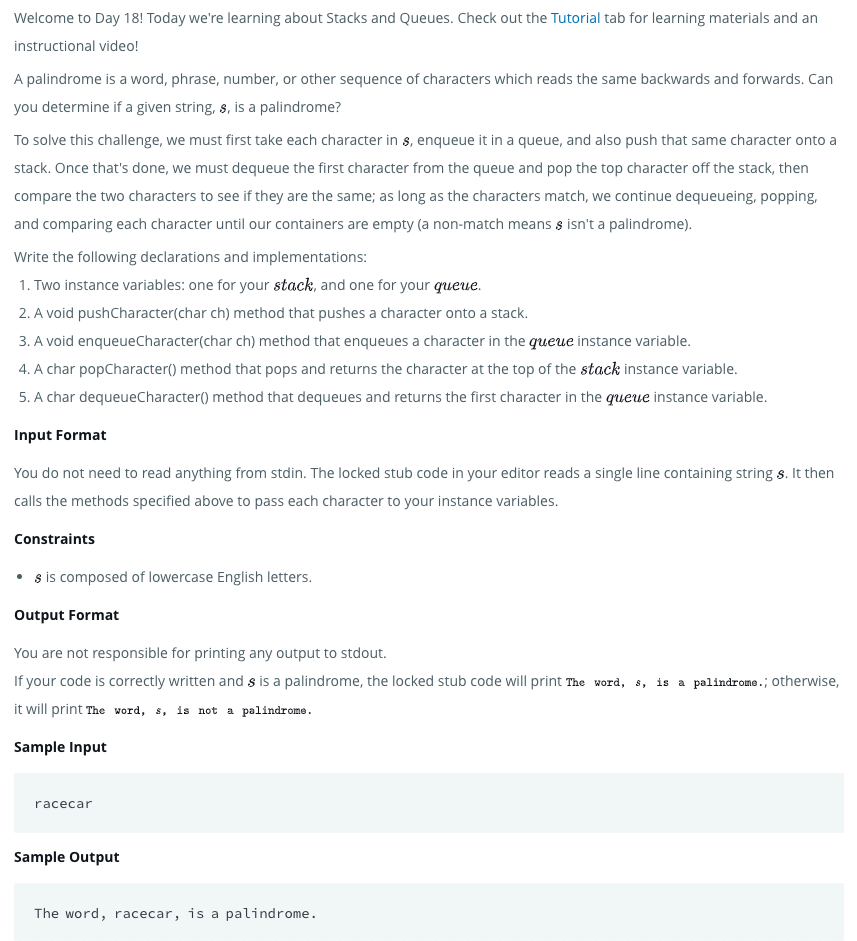 Welcome to Day 18! Today we're learning about Stacks and Queues. Check out the Tutorial tab for learning materials and an
instructional video!
A palindrome is a word, phrase, number, or other sequence of characters which reads the same backwards and forwards. Can
you determine if a given string, s, is a palindrome?
To solve this challenge, we must first take each character in s, enqueue it in a queue, and also push that same character onto a
stack. Once that's done, we must dequeue the first character from the queue and pop the top character off the stack, then
compare the two characters to see if they are the same; as long as the characters match, we continue dequeueing, popping,
and comparing each character until our containers are empty (a non-match means s isn't a palindrome).
Write the following declarations and implementations:
1. Two instance variables: one for your stack, and one for your queue.
2. A void pushCharacter(char ch) method that pushes a character onto a stack.
3. A void enqueueCharacter(char ch) method that enqueues a character in the queue instance variable.
4. A char popCharacter() method that pops and returns the character at the top of the stack instance variable.
5. A char dequeueCharacter() method that dequeues and returns the first character in the queue instance variable.
Input Format
You do not need to read anything from stdin. The locked stub code in your editor reads a single line containing string s. It then
calls the methods specified above to pass each character to your instance variables.
Constraints
• s is composed of lowercase English letters.
Output Format
You are not responsible for printing any output to stdout.
If your code is correctly written and s is a palindrome, the locked stub code will print The word, s, is a palindrome.; otherwise,
it will print The word, s, is not a palindrome.
Sample Input
racecar
Sample Output
The word, racecar, is a palindrome.